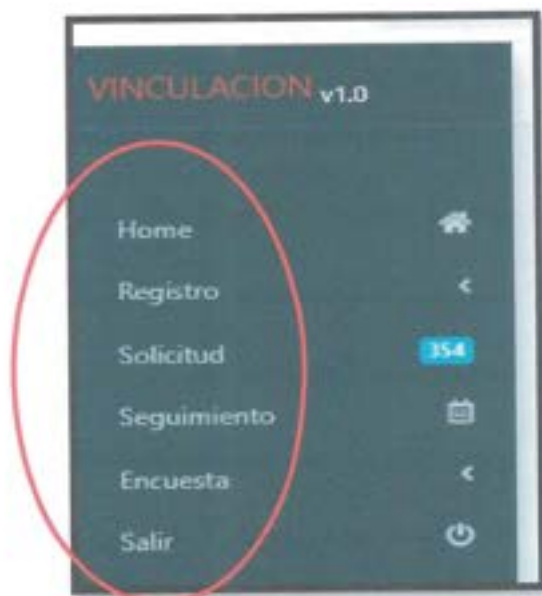 VINCULACION v1.0
Home
Registro
Solicitud 354
Seguimiento
Encuesta
Salir